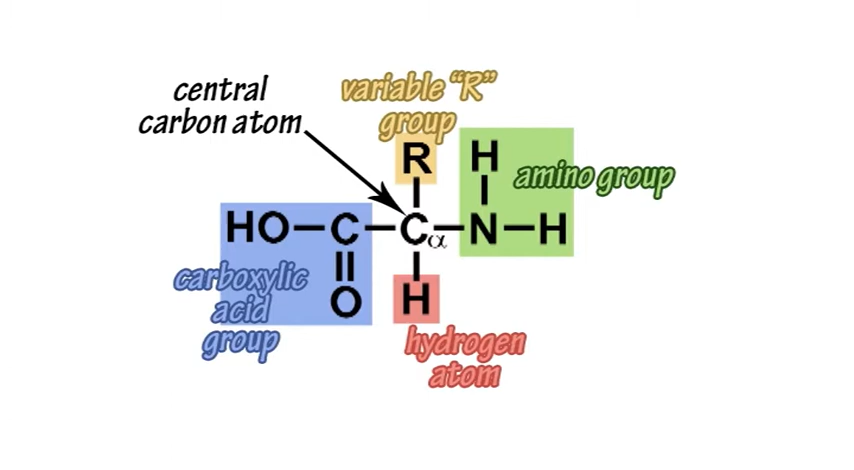 central
carbon atom
variable “R”
group
R
H
amino group
HO
C
Cα
N
H
carboxylic
acid
group
O
H
hydrogen
atom